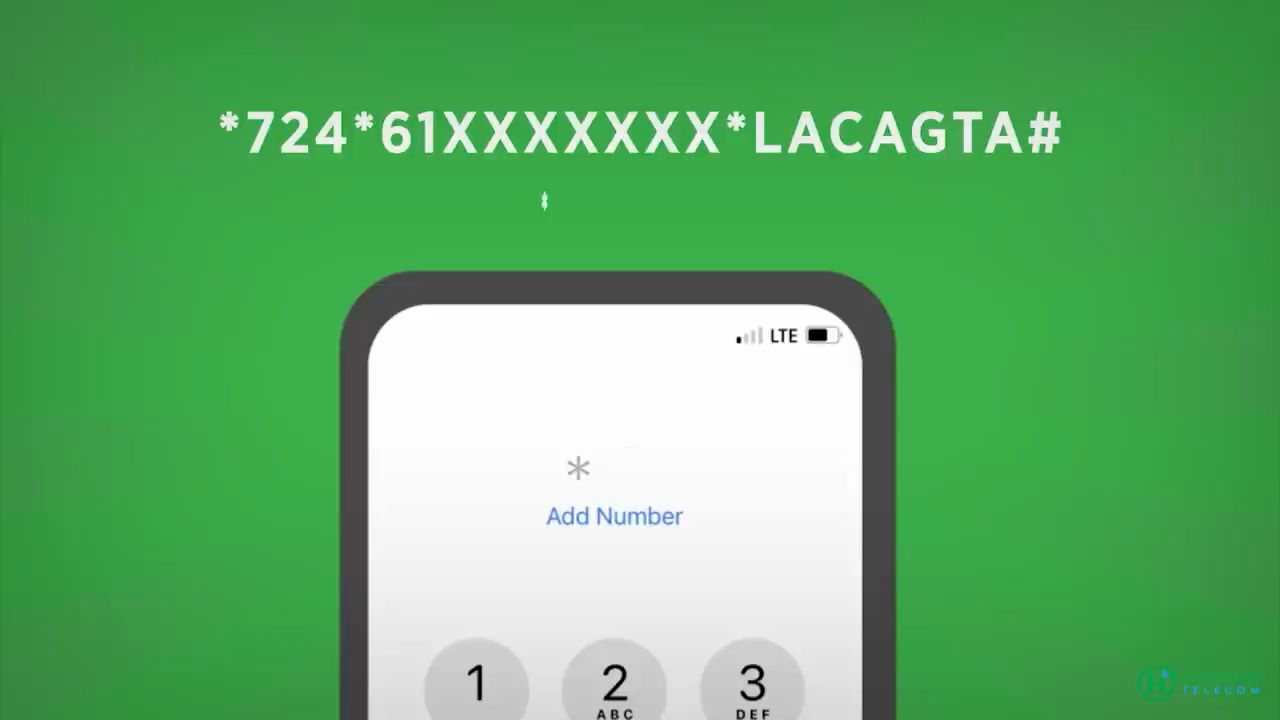 *724*61XXXXXXX*LACAGTA#
*
LTE
*
Add Number
1 2 3
ABC DEF
TELECOM